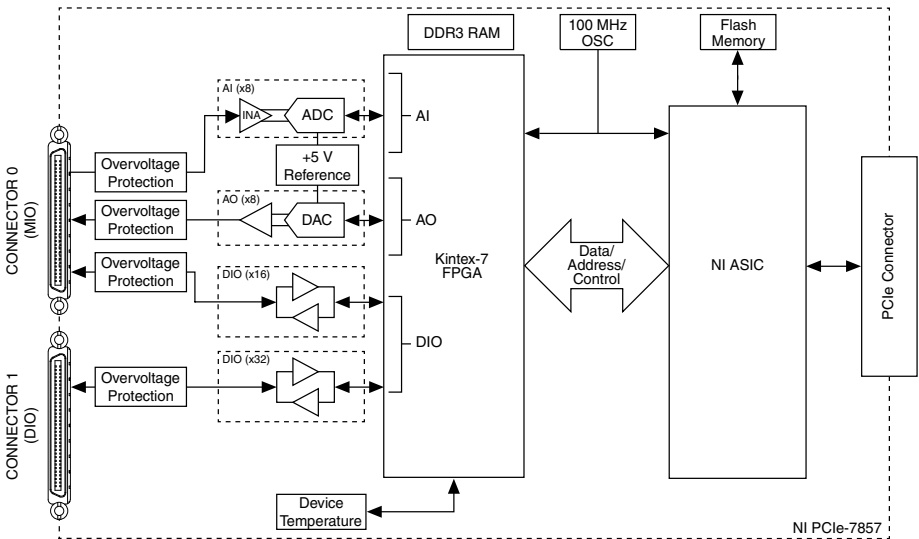 DDR3 RAM
100 MHz
OSC
Flash
Memory
AI (x8)
INA
ADC
AI
+5 V
Reference
Overvoltage
Protection
CONNECTOR 0
(MIO)
AO (x8)
DAC
AO
Overvoltage
Protection
Kintex-7
FPGA
Data/
Address/
Control
NI ASIC
PCIe Connector
Overvoltage
Protection
DIO (x16)
DIO
DIO (x32)
Overvoltage
Protection
CONNECTOR 1
(DIO)
Device
Temperature
NI PCIe-7857